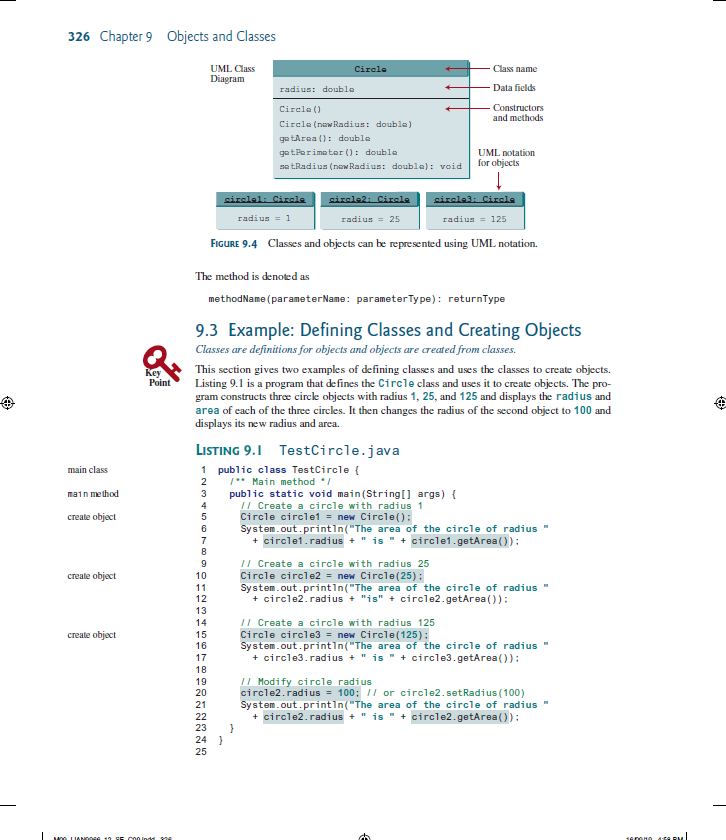 326 Chapter 9 Objects and Classes
UML Class
Diagram
Circle
Class name
radius: double
Data fields
Circle()
Constructors
and methods
Circle(newRadius: double)
getArea(): double
getPerimeter(): double
setRadius(newRadius: double): void
UML notation
for objects
circle1: Circle
circle2: Circle
circle3: Circle
radius = 1
radius = 25
radius = 125
FIGURE 9.4 Classes and objects can be represented using UML notation.
The method is denoted as
methodName(parameterName: parameterType): returnType
9.3 Example: Defining Classes and Creating Objects
Classes are definitions for objects and objects are created from classes.
Key
Point
This section gives two examples of defining classes and uses the classes to create objects.
Listing 9.1 is a program that defines the Circle class and uses it to create objects. The pro-
gram constructs three circle objects with radius 1, 25, and 125 and displays the radius and
area of each of the three circles. It then changes the radius of the second object to 100 and
displays its new radius and area.
LISTING 9.1 TestCircle.java
main class
1 public class TestCircle {
2 /** Main method */
main method
3 public static void main(String[] args) {
4 // Create a circle with radius 1
create object
5 Circle circle1 = new Circle();
6 System.out.println("The area of the circle of radius "
7 + circle1.radius + " is " + circle1.getArea());
8
9 // Create a circle with radius 25
create object
10 Circle circle2 = new Circle(25);
11 System.out.println("The area of the circle of radius "
12 + circle2.radius + "is" + circle2.getArea());
13
14 // Create a circle with radius 125
create object
15 Circle circle3 = new Circle(125);
16 System.out.println("The area of the circle of radius "
17 + circle3.radius + " is " + circle3.getArea());
18
19 // Modify circle radius
20 circle2.radius = 100; // or circle2.setRadius(100)
21 System.out.println("The area of the circle of radius "
22 + circle2.radius + " is " + circle2.getArea());
23 }
24 }
25